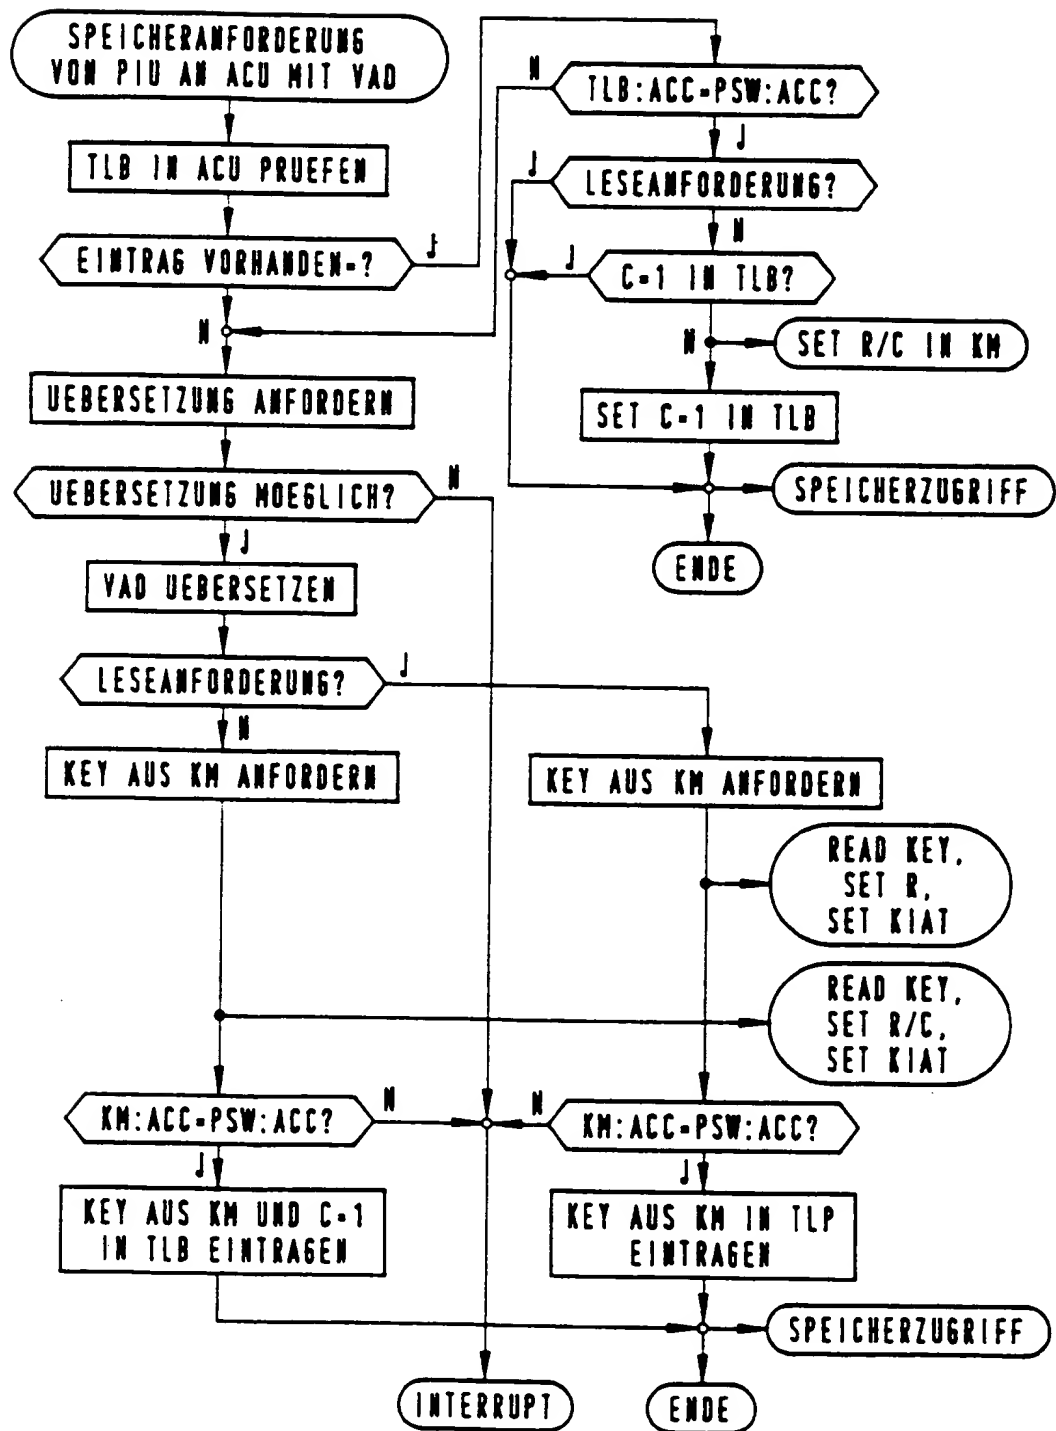 SPEICHERANFORDERUNG
VON PIU AN ACU MIT VAD
TLB IN ACU PRUEFEN
EINTRAG VORHANDEN=?
J
N
UEBERSETZUNG ANFORDERN
UEBERSETZUNG MOEGLICH?
N
J
VAD UEBERSETZEN
LESEANFORDERUNG?
J
N
KEY AUS KM ANFORDERN
KM:ACC=PSW:ACC?
N
J
KEY AUS KM UND C=1
IN TLB EINTRAGEN
N
TLB:ACC=PSW:ACC?
J
J
LESEANFORDERUNG?
N
J
C=1 IN TLB?
N
SET R/C IN KM
SET C=1 IN TLB
SPEICHERZUGRIFF
ENDE
KEY AUS KM ANFORDERN
READ KEY,
SET R,
SET KIAT
READ KEY,
SET R/C,
SET KIAT
N
KM:ACC=PSW:ACC?
J
KEY AUS KM IN TLP
EINTRAGEN
SPEICHERZUGRIFF
INTERRUPT
ENDE